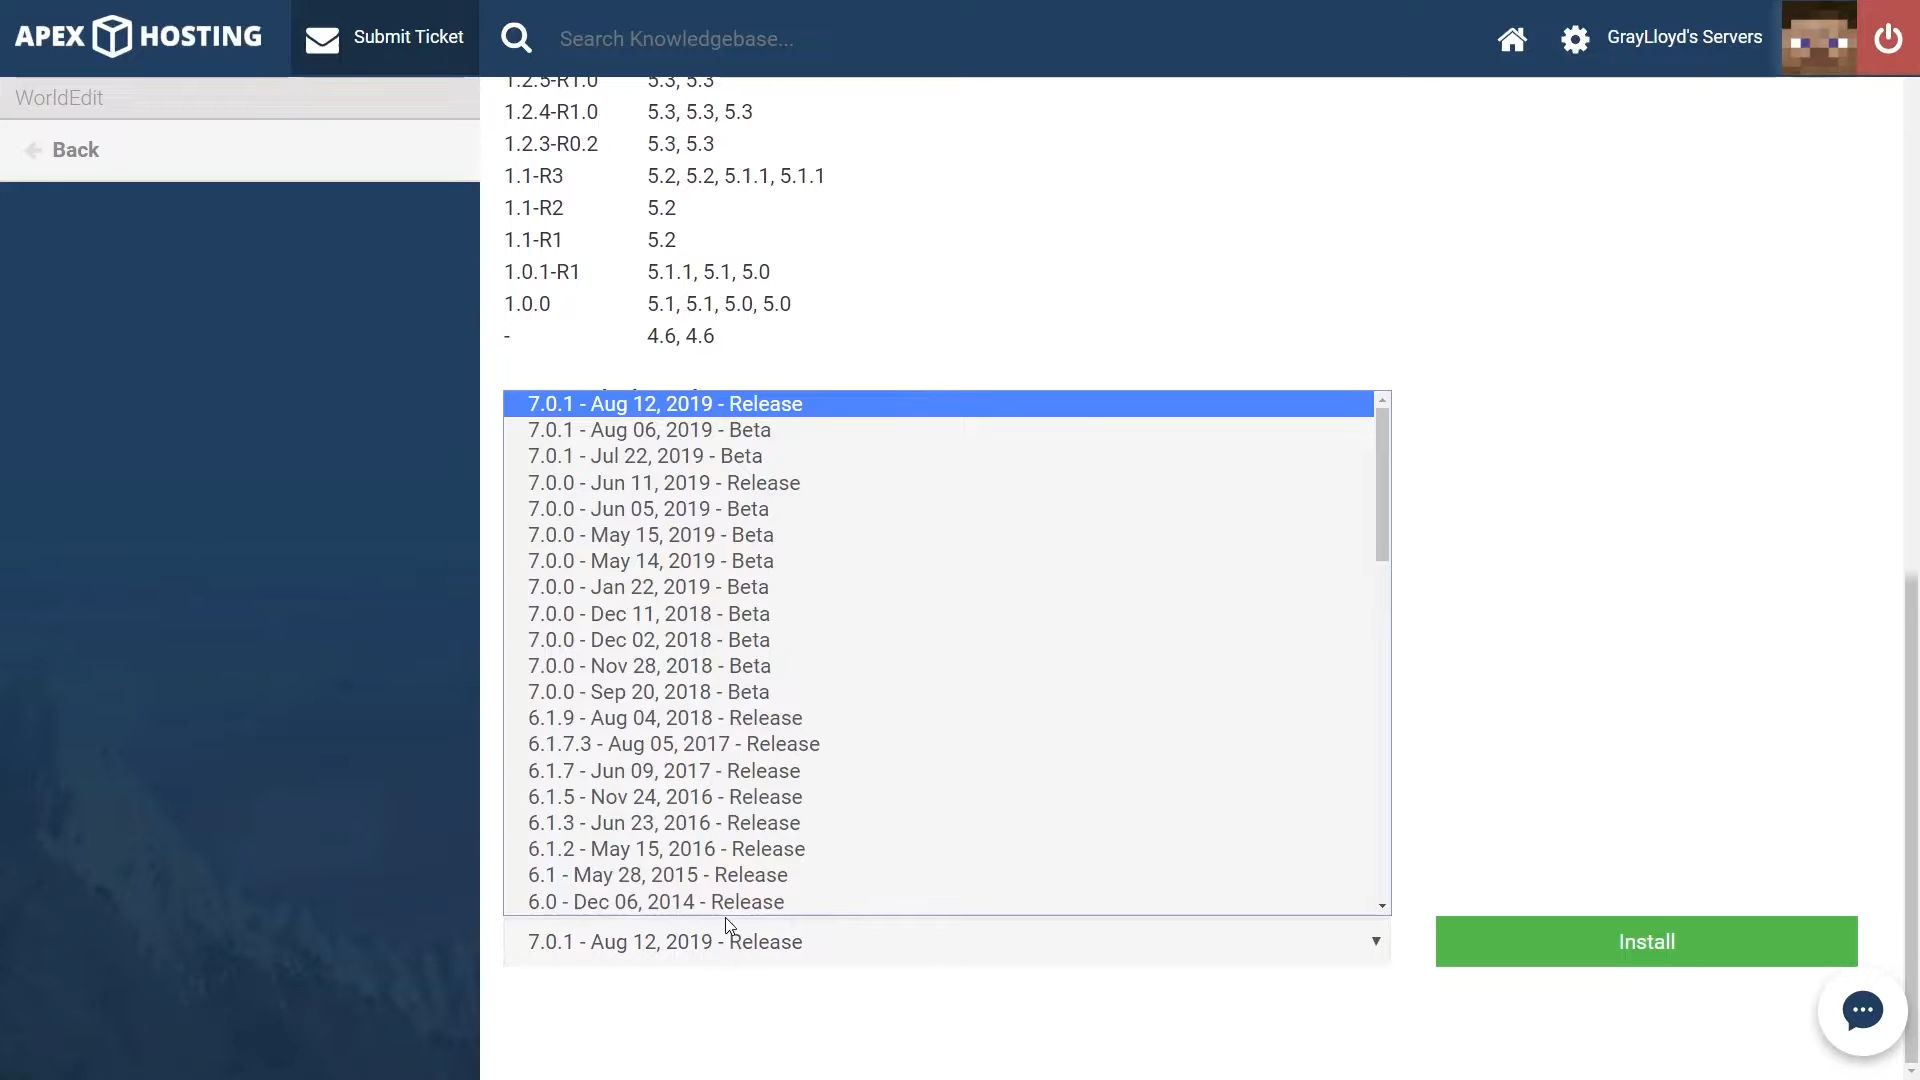 APEX HOSTING
Submit Ticket
Search Knowledgebase...
GrayLloyd's Servers
WorldEdit
Back
1.2.5-R1.0 5.3, 5.3
1.2.4-R1.0 5.3, 5.3, 5.3
1.2.3-R0.2 5.3, 5.3
1.1-R3 5.2, 5.2, 5.1.1, 5.1.1
1.1-R2 5.2
1.1-R1 5.2
1.0.1-R1 5.1.1, 5.1, 5.0
1.0.0 5.1, 5.1, 5.0, 5.0
- 4.6, 4.6
7.0.1 - Aug 12, 2019 - Release
7.0.1 - Aug 06, 2019 - Beta
7.0.1 - Jul 22, 2019 - Beta
7.0.0 - Jun 11, 2019 - Release
7.0.0 - Jun 05, 2019 - Beta
7.0.0 - May 15, 2019 - Beta
7.0.0 - May 14, 2019 - Beta
7.0.0 - Jan 22, 2019 - Beta
7.0.0 - Dec 11, 2018 - Beta
7.0.0 - Dec 02, 2018 - Beta
7.0.0 - Nov 28, 2018 - Beta
7.0.0 - Sep 20, 2018 - Beta
6.1.9 - Aug 04, 2018 - Release
6.1.7.3 - Aug 05, 2017 - Release
6.1.7 - Jun 09, 2017 - Release
6.1.5 - Nov 24, 2016 - Release
6.1.3 - Jun 23, 2016 - Release
6.1.2 - May 15, 2016 - Release
6.1 - May 28, 2015 - Release
6.0 - Dec 06, 2014 - Release
7.0.1 - Aug 12, 2019 - Release
Install